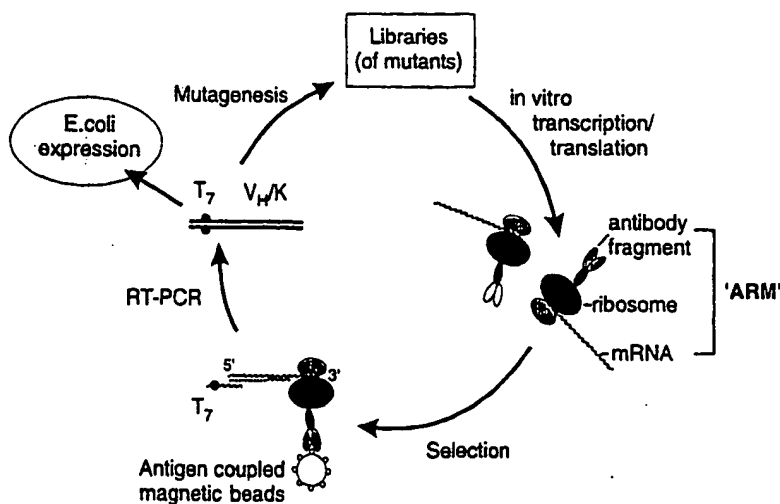 Libraries
(of mutants)
Mutagenesis
in vitro
transcription/
translation
E.coli
expression
T7 VH/K
antibody
fragment
'ARM'
ribosome
mRNA
RT-PCR
5'
3'
T7
Selection
Antigen coupled
magnetic beads